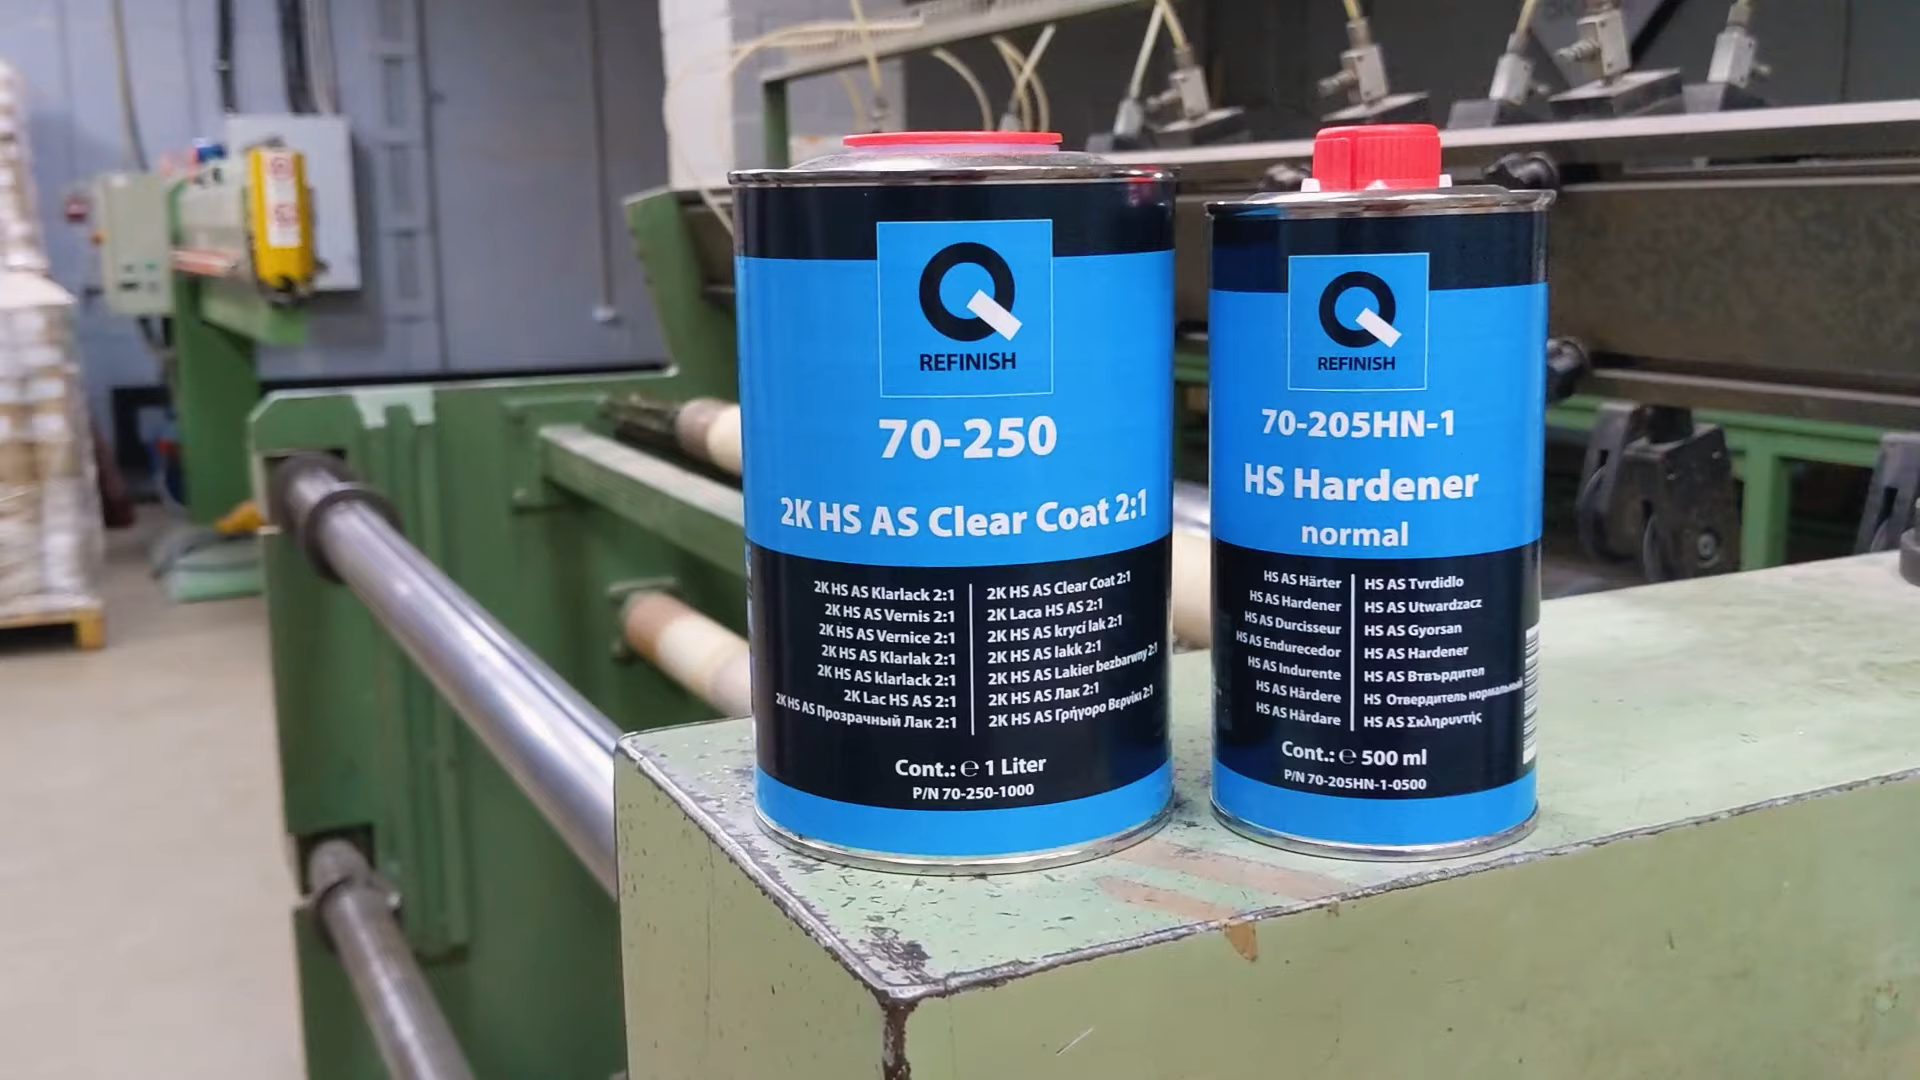 Q
REFINISH
70-250
2K HS AS Clear Coat 2:1
2K HS AS Klarlack 2:1
2K HS AS Vernis 2:1
2K HS AS Vernice 2:1
2K HS AS Klarlak 2:1
2K HS AS klarlack 2:1
2K Lac HS AS 2:1
2K HS AS Прозрачный Лак 2:1
2K HS AS Clear Coat 2:1
2K Laca HS AS 2:1
2K HS AS krycí lak 2:1
2K HS AS lakk 2:1
2K HS AS Lakier bezbarwny 2:1
2K HS AS Лак 2:1
2K HS AS Γρήγορο Βερνίκι 2:1
Cont.: ℮ 1 Liter
P/N 70-250-1000
Q
REFINISH
70-205HN-1
HS Hardener
normal
HS AS Härter
HS AS Hardener
HS AS Durcisseur
HS AS Endurecedor
HS AS Indurente
HS AS Hårdere
HS AS Härdare
HS AS Tvrdidlo
HS AS Utwardzacz
HS AS Gyorsan
HS AS Hardener
HS AS Втвърдител
HS Отвердитель нормальный
HS AS Σκληρυντής
Cont.: ℮ 500 ml
P/N 70-205HN-1-0500